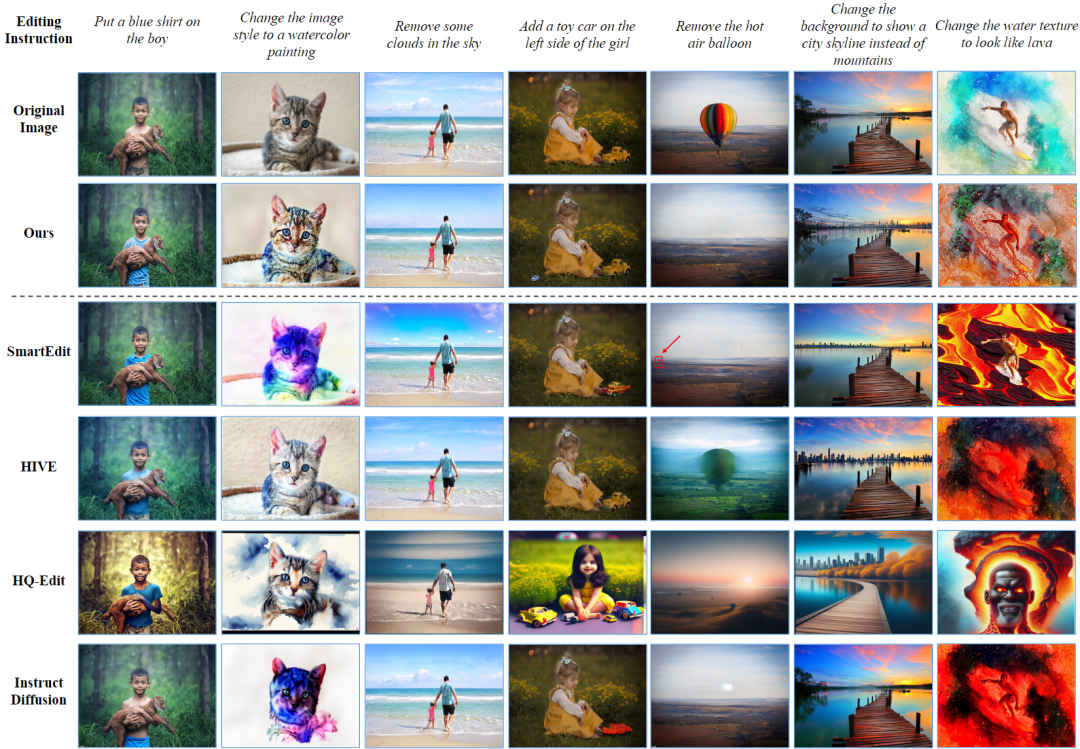 Editing
Instruction
Put a blue shirt on
the boy
Change the image
style to a watercolor
painting
Remove some
clouds in the sky
Add a toy car on the
left side of the girl
Remove the hot
air balloon
Change the
background to show a
city skyline instead of
mountains
Change the water texture
to look like lava
Original
Image
Ours
SmartEdit
HIVE
HQ-Edit
Instruct
Diffusion